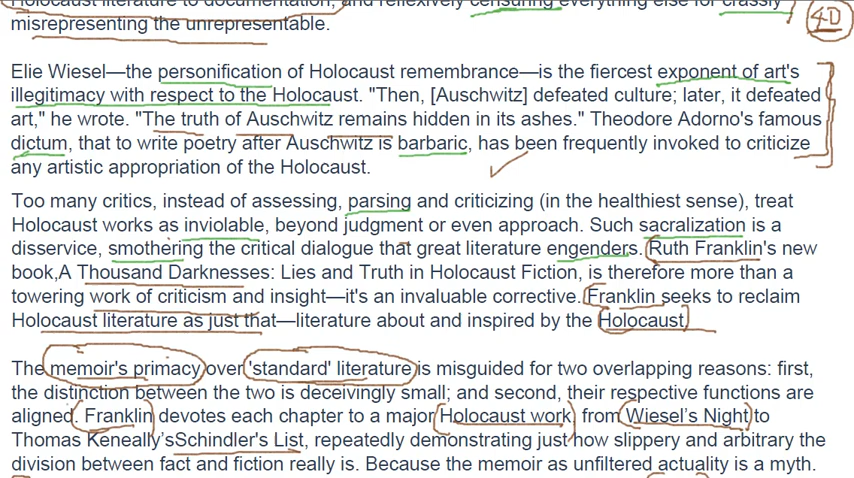 Holocaust literature to documentation, and reflexively censuring everything else for crassly
misrepresenting the unrepresentable.
4D
Elie Wiesel—the personification of Holocaust remembrance—is the fiercest exponent of art's
illegitimacy with respect to the Holocaust. "Then, [Auschwitz] defeated culture; later, it defeated
art," he wrote. "The truth of Auschwitz remains hidden in its ashes." Theodore Adorno's famous
dictum, that to write poetry after Auschwitz is barbaric, has been frequently invoked to criticize
any artistic appropriation of the Holocaust.
Too many critics, instead of assessing, parsing and criticizing (in the healthiest sense), treat
Holocaust works as inviolable, beyond judgment or even approach. Such sacralization is a
disservice, smothering the critical dialogue that great literature engenders. Ruth Franklin's new
book,A Thousand Darknesses: Lies and Truth in Holocaust Fiction, is therefore more than a
towering work of criticism and insight—it's an invaluable corrective. Franklin seeks to reclaim
Holocaust literature as just that—literature about and inspired by the Holocaust.
The memoir's primacy over 'standard' literature is misguided for two overlapping reasons: first,
the distinction between the two is deceivingly small; and second, their respective functions are
aligned. Franklin devotes each chapter to a major Holocaust work from Wiesel's Night to
Thomas Keneally'sSchindler's List, repeatedly demonstrating just how slippery and arbitrary the
division between fact and fiction really is. Because the memoir as unfiltered actuality is a myth.